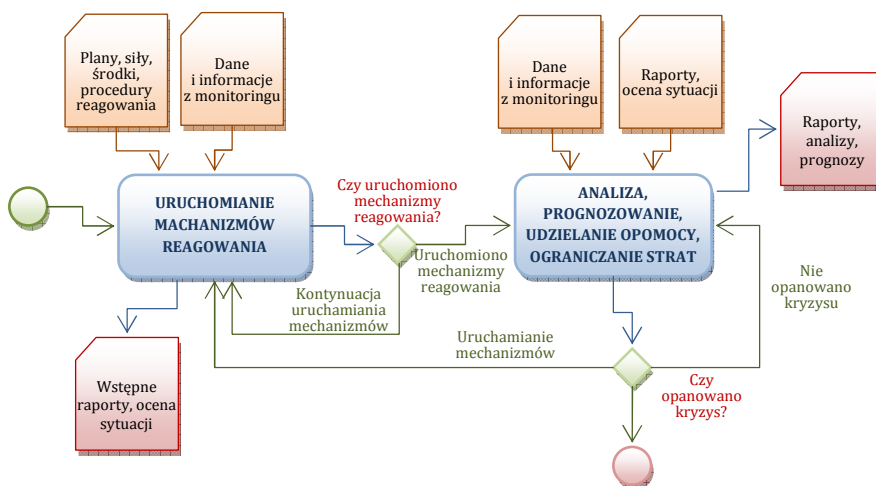 Plany, siły,
środki,
procedury
reagowania
Dane
i informacje
z monitoringu
Dane
i informacje
z monitoringu
Raporty,
ocena sytuacji
Raporty,
analizy,
prognozy
URUCHOMIANIE
MACHANIZMÓW
REAGOWANIA
Czy uruchomiono
mechanizmy
reagowania?
Uruchomiono
mechanizmy
reagowania
ANALIZA,
PROGNOZOWANIE,
UDZIELANIE OPOMOCY,
OGRANICZANIE STRAT
Nie
opanowano
kryzysu
Kontynuacja
uruchamiania
mechanizmów
Uruchamianie
mechanizmów
Wstępne
raporty, ocena
sytuacji
Czy
opanowano
kryzys?